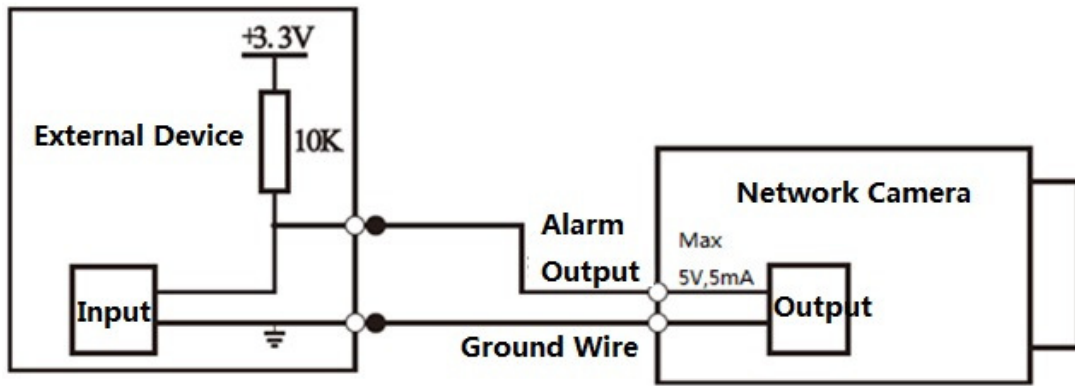 +3.3V
External Device
10K
Network Camera
Alarm
Output
Max
5V,5mA
Input
Output
Ground Wire